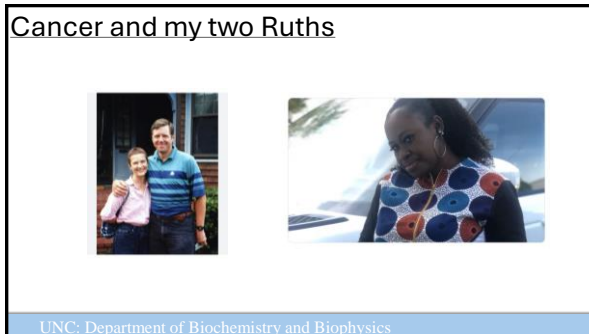 Cancer and my two Ruths
UNC: Department of Biochemistry and Biophysics